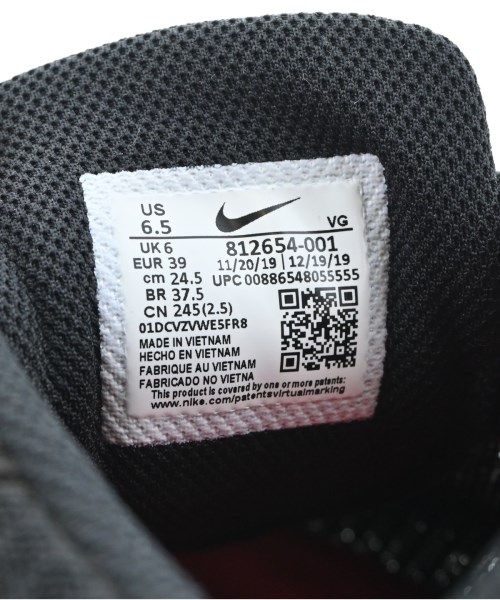 US
6.5 VG
UK 6 812654-001
EUR 39 11/20/19 12/19/19
cm 24.5 UPC 00886548055555
BR 37.5
CN 245(2.5)
01DCVZVWE5FR8
MADE IN VIETNAM
HECHO EN VIETNAM
FABRIQUE AU VIETNAM
FABRICADO NO VIETNA
This product is covered by one or more patents:
www.nike.com/patentsvirtualmarking